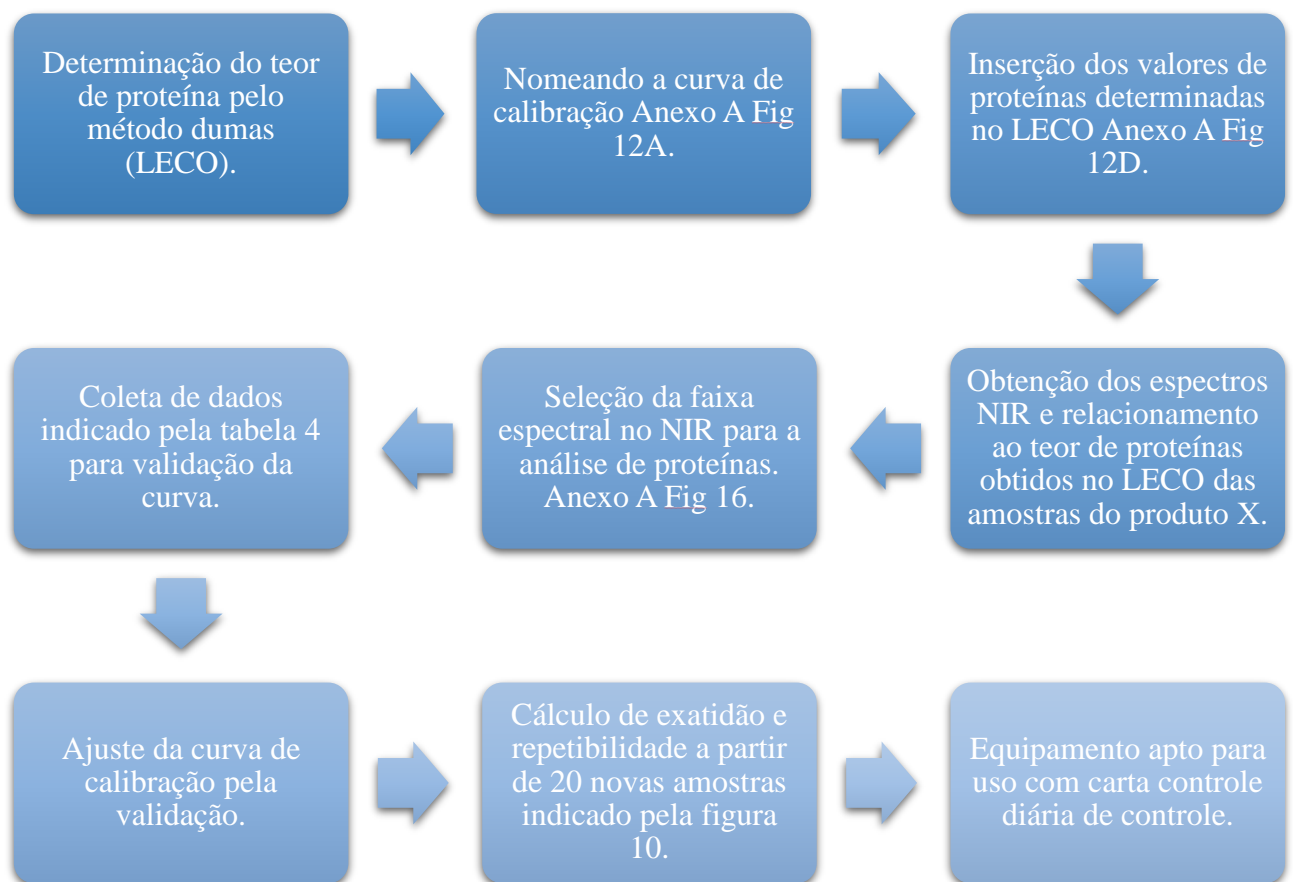 Determinação do teor
de proteína pelo
método dumas
(LECO).
Nomeando a curva de
calibração Anexo A Fig
12A.
Inserção dos valores de
proteínas determinadas
no LECO Anexo A Fig
12D.
Obtenção dos espectros
NIR e relacionamento
ao teor de proteínas
obtidos no LECO das
amostras do produto X.
Seleção da faixa
espectral no NIR para a
análise de proteínas.
Anexo A Fig 16.
Coleta de dados
indicado pela tabela 4
para validação da
curva.
Ajuste da curva de
calibração pela
validação.
Cálculo de exatidão e
repetibilidade a partir
de 20 novas amostras
indicado pela figura
10.
Equipamento apto para
uso com carta controle
diária de controle.